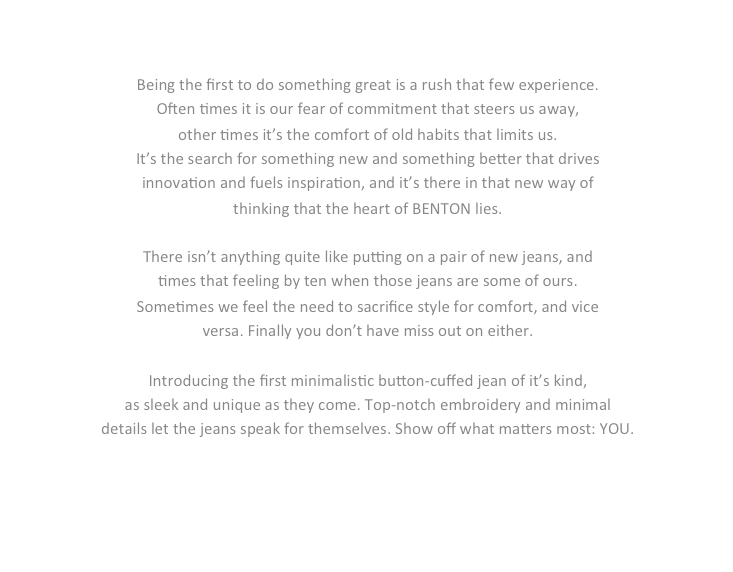 Being the first to do something great is a rush that few experience.
Often times it is our fear of commitment that steers us away,
other times it’s the comfort of old habits that limits us.
It’s the search for something new and something better that drives
innovation and fuels inspiration, and it’s there in that new way of
thinking that the heart of BENTON lies.
There isn’t anything quite like putting on a pair of new jeans, and
times that feeling by ten when those jeans are some of ours.
Sometimes we feel the need to sacrifice style for comfort, and vice
versa. Finally you don’t have miss out on either.
Introducing the first minimalistic button-cuffed jean of it’s kind,
as sleek and unique as they come. Top-notch embroidery and minimal
details let the jeans speak for themselves. Show off what matters most: YOU.